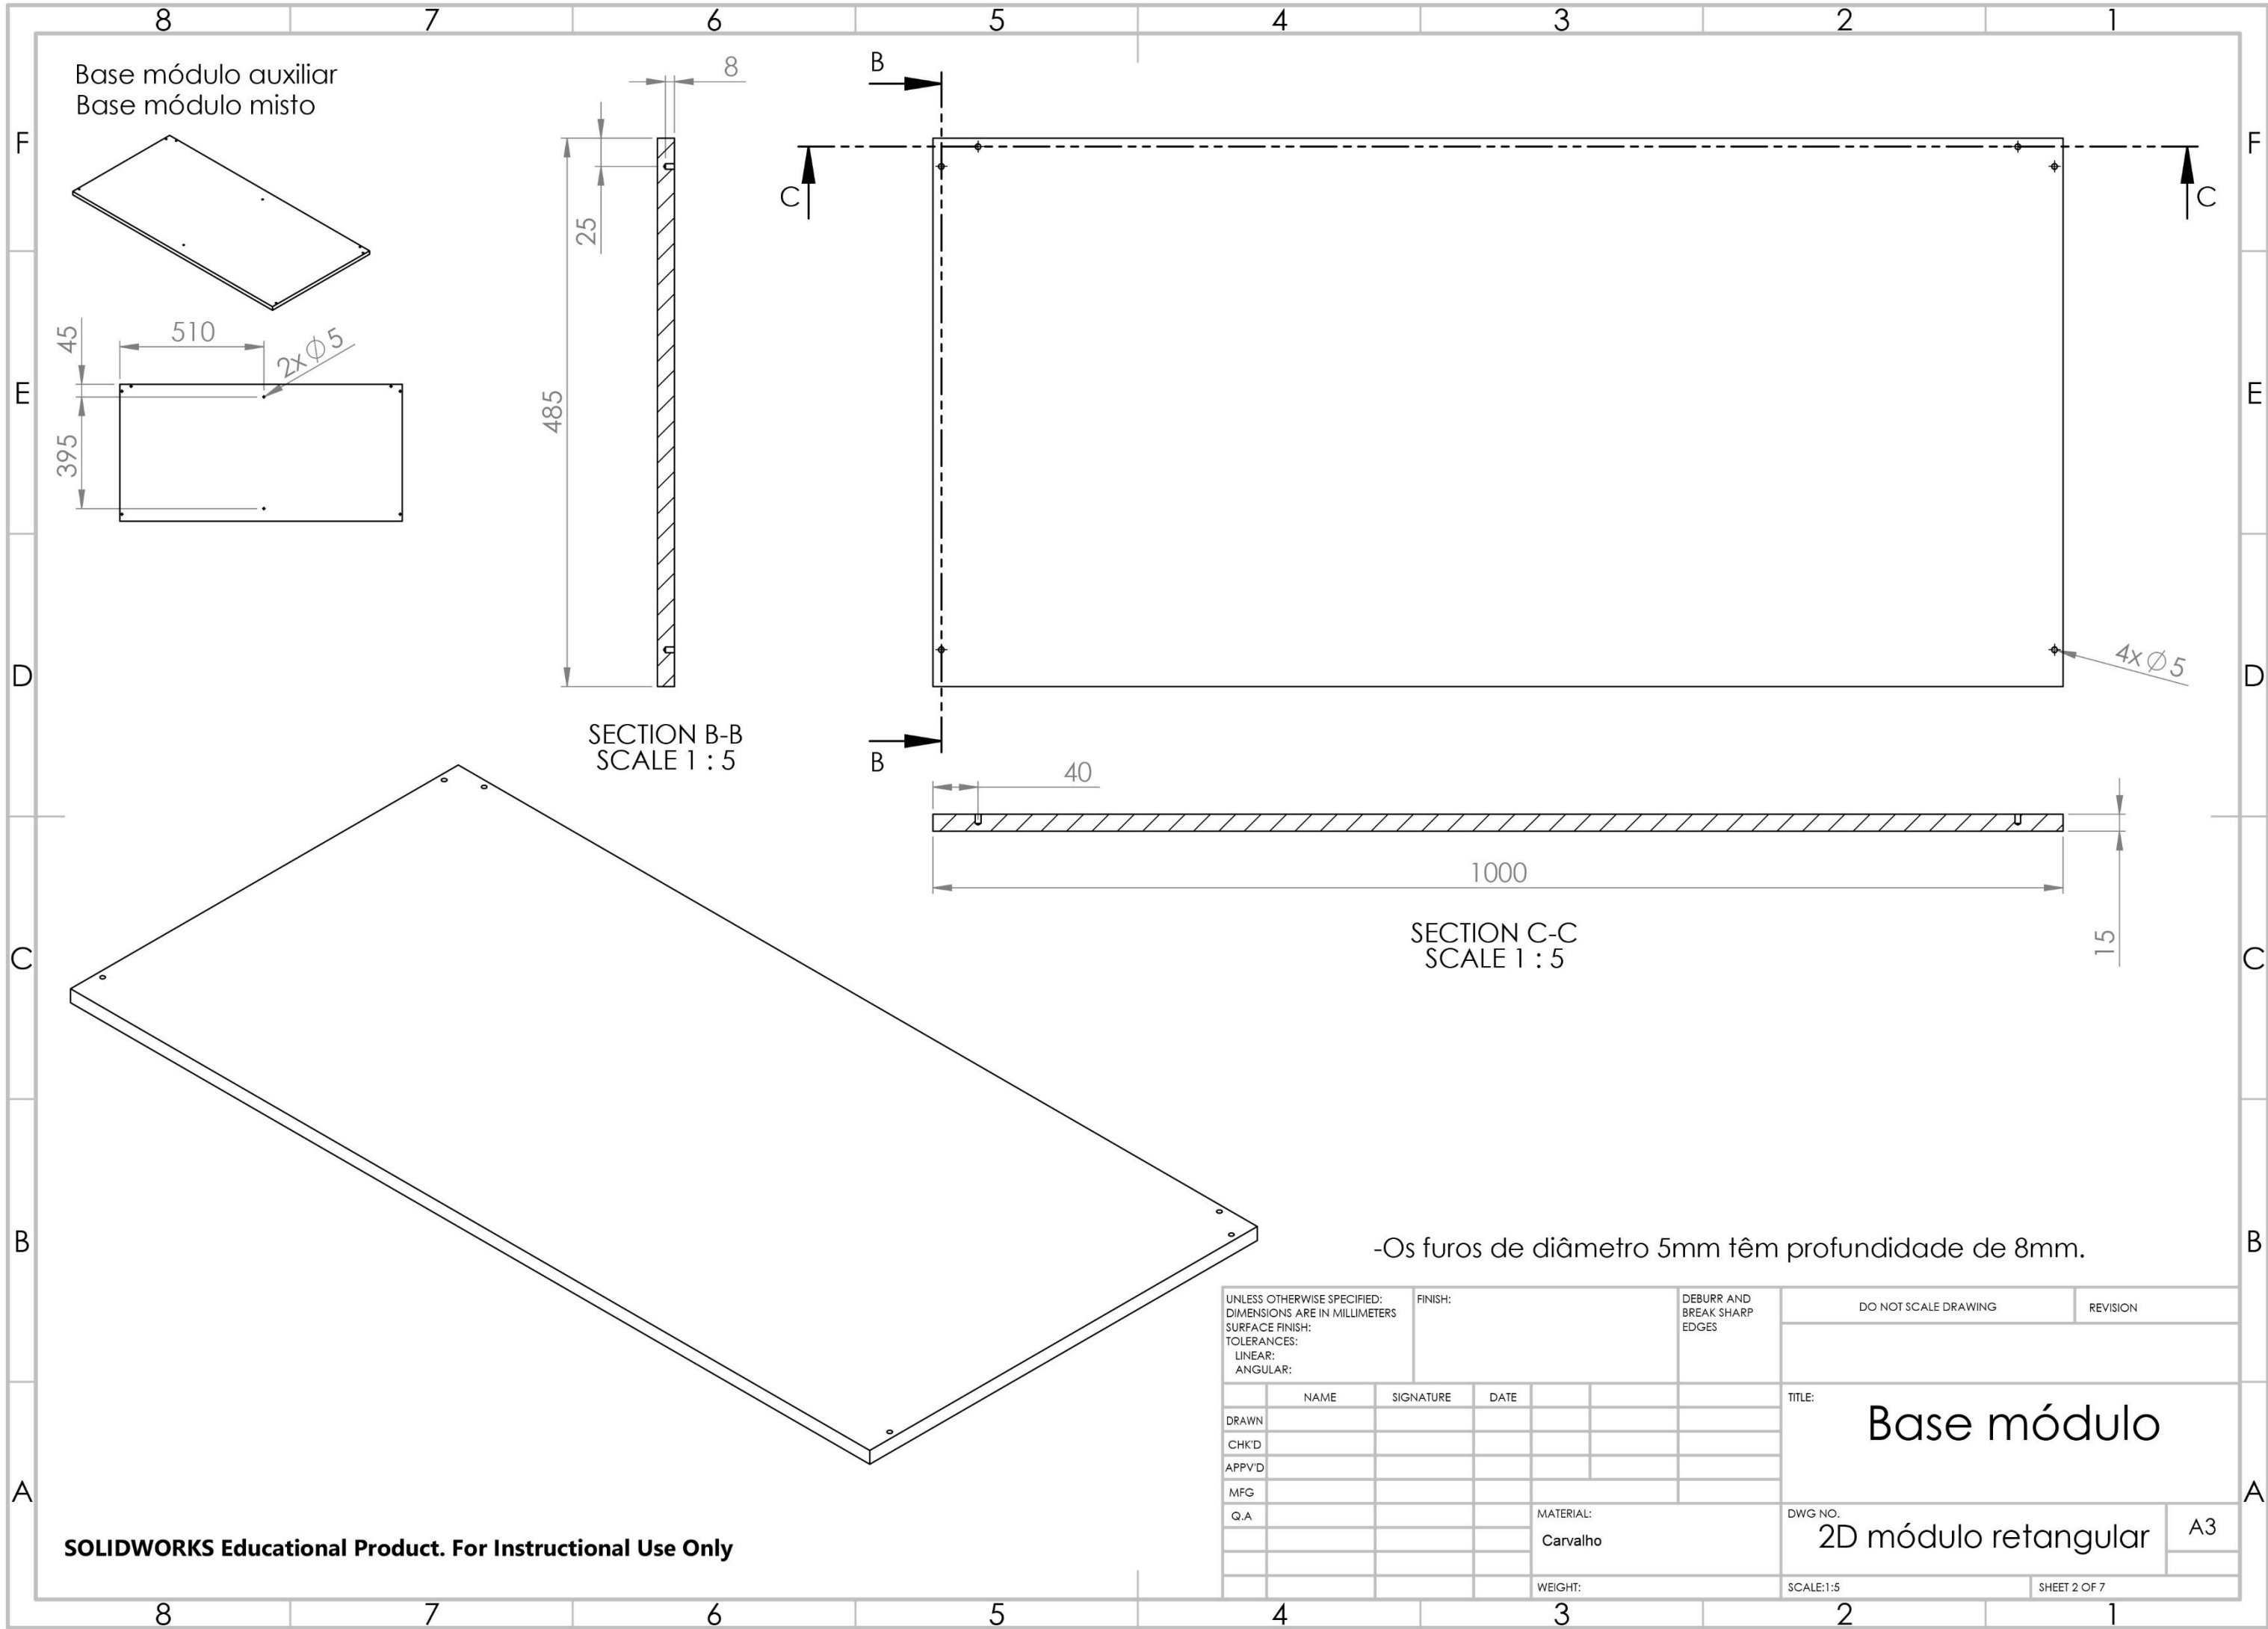 8 7 6 5 4 3 2 1
F
E
D
C
B
A
F
E
D
C
B
A
Base módulo auxiliar
Base módulo misto
45
510
2x∅5
395
8
25
485
SECTION B-B
SCALE 1 : 5
B
B
C
C
4x∅5
40
1000
15
SECTION C-C
SCALE 1 : 5
-Os furos de diâmetro 5mm têm profundidade de 8mm.
UNLESS OTHERWISE SPECIFIED:
DIMENSIONS ARE IN MILLIMETERS
SURFACE FINISH:
TOLERANCES:
LINEAR:
ANGULAR:
FINISH:
DEBURR AND
BREAK SHARP
EDGES
DO NOT SCALE DRAWING
REVISION
NAME
SIGNATURE
DATE
DRAWN
CHK'D
APPV'D
MFG
Q.A
TITLE:
Base módulo
MATERIAL:
Carvalho
DWG NO.
2D módulo retangular
A3
WEIGHT:
SCALE:1:5
SHEET 2 OF 7
SOLIDWORKS Educational Product. For Instructional Use Only
8 7 6 5 4 3 2 1